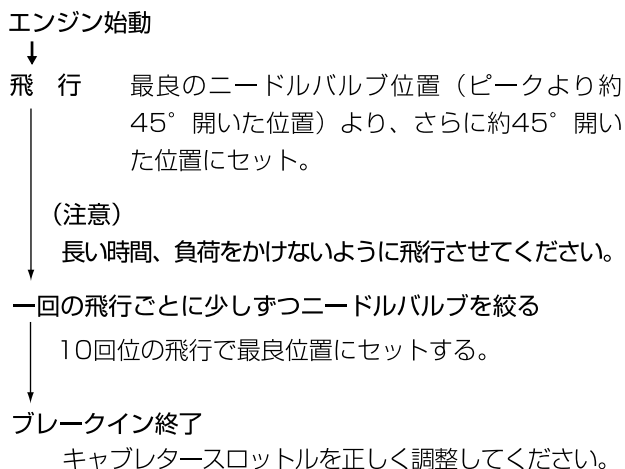 エンジン始動
飛　行　最良のニードルバルブ位置（ピークより約
45°開いた位置）より、さらに約45°開い
た位置にセット。
（注意）
長い時間、負荷をかけないように飛行させてください。
一回の飛行ごとに少しずつニードルバルブを絞る
10回位の飛行で最良位置にセットする。
ブレークイン終了
キャブレタースロットルを正しく調整してください。